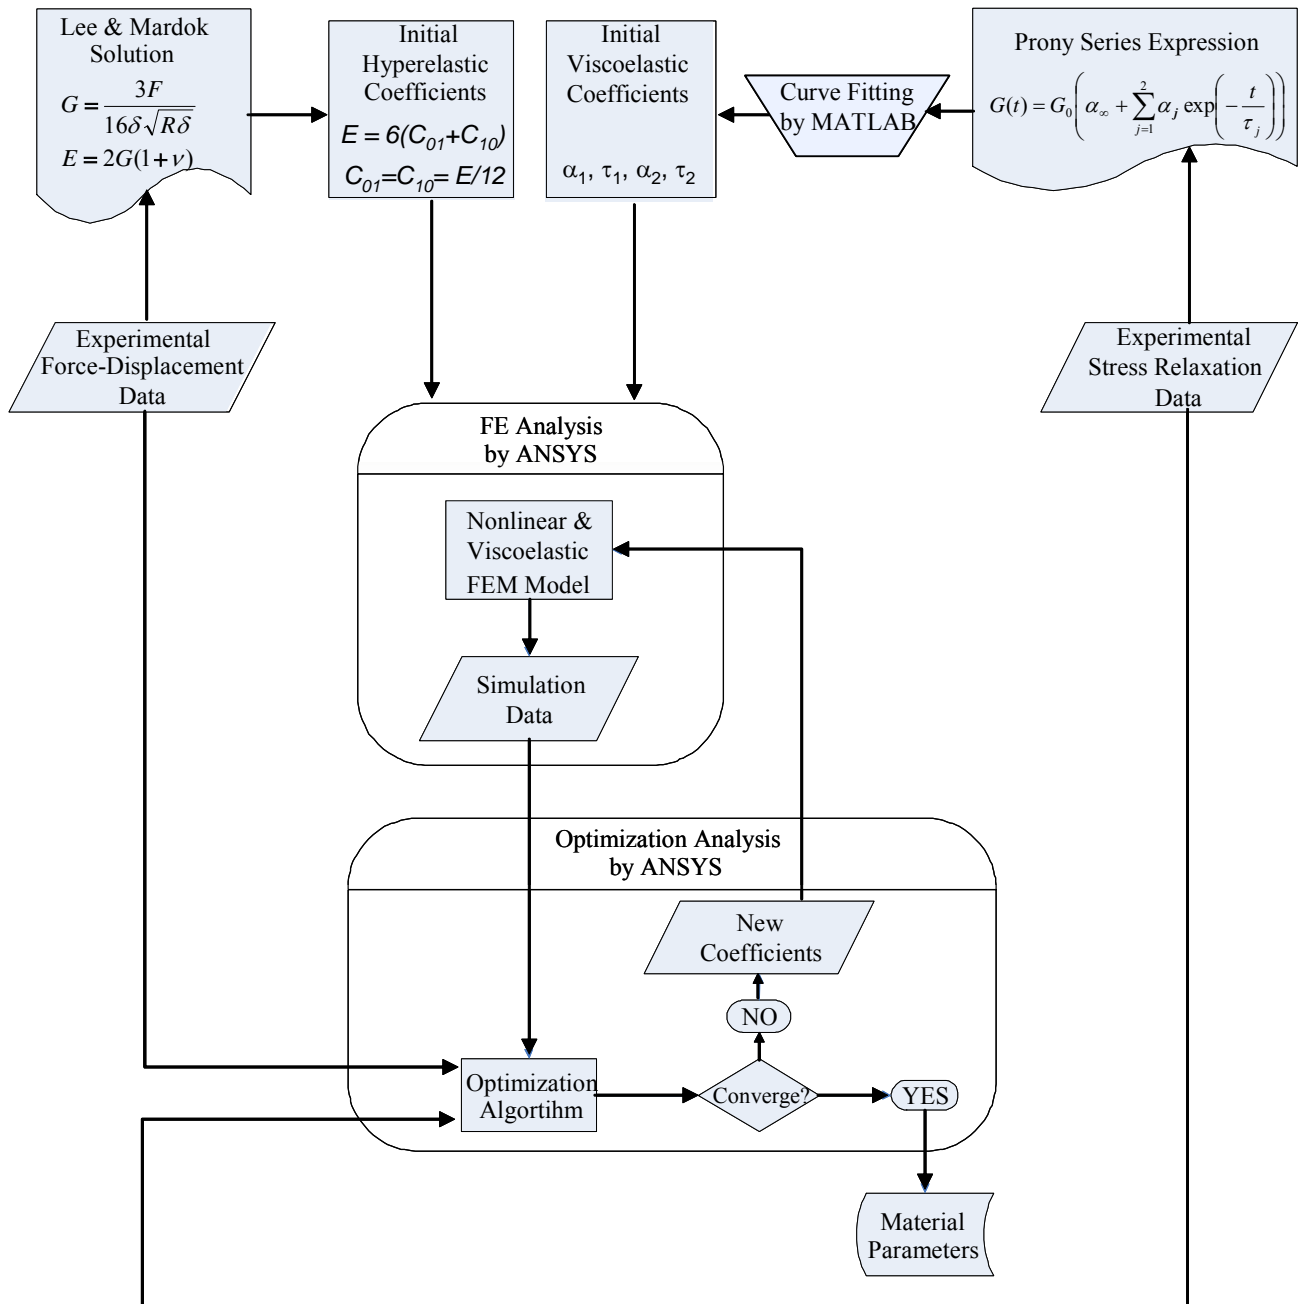 Lee & Mardok
Solution
G = 3F / 16δ√Rδ
E = 2G(1+ν)
Initial
Hyperelastic
Coefficients
E = 6(C01+C10)
C01=C10= E/12
Initial
Viscoelastic
Coefficients
α1, τ1, α2, τ2
Curve Fitting
by MATLAB
Prony Series Expression
G(t) = G0(α∞ + ∑j=1 2 αj exp(− t / τj))
Experimental
Force-Displacement
Data
Experimental
Stress Relaxation
Data
FE Analysis
by ANSYS
Nonlinear &
Viscoelastic
FEM Model
Simulation
Data
Optimization Analysis
by ANSYS
New
Coefficients
NO
Optimization
Algortihm
Converge?
YES
Material
Parameters